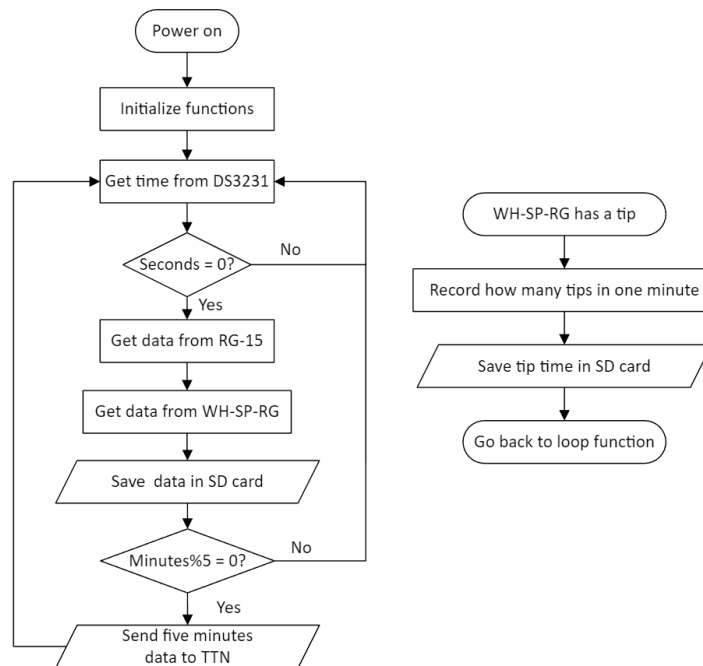 Power on
Initialize functions
Get time from DS3231
Seconds = 0?
No
Yes
Get data from RG-15
Get data from WH-SP-RG
Save  data in SD card
Minutes%5 = 0?
No
Yes
Send five minutes
data to TTN
WH-SP-RG has a tip
Record how many tips in one minute
Save tip time in SD card
Go back to loop function